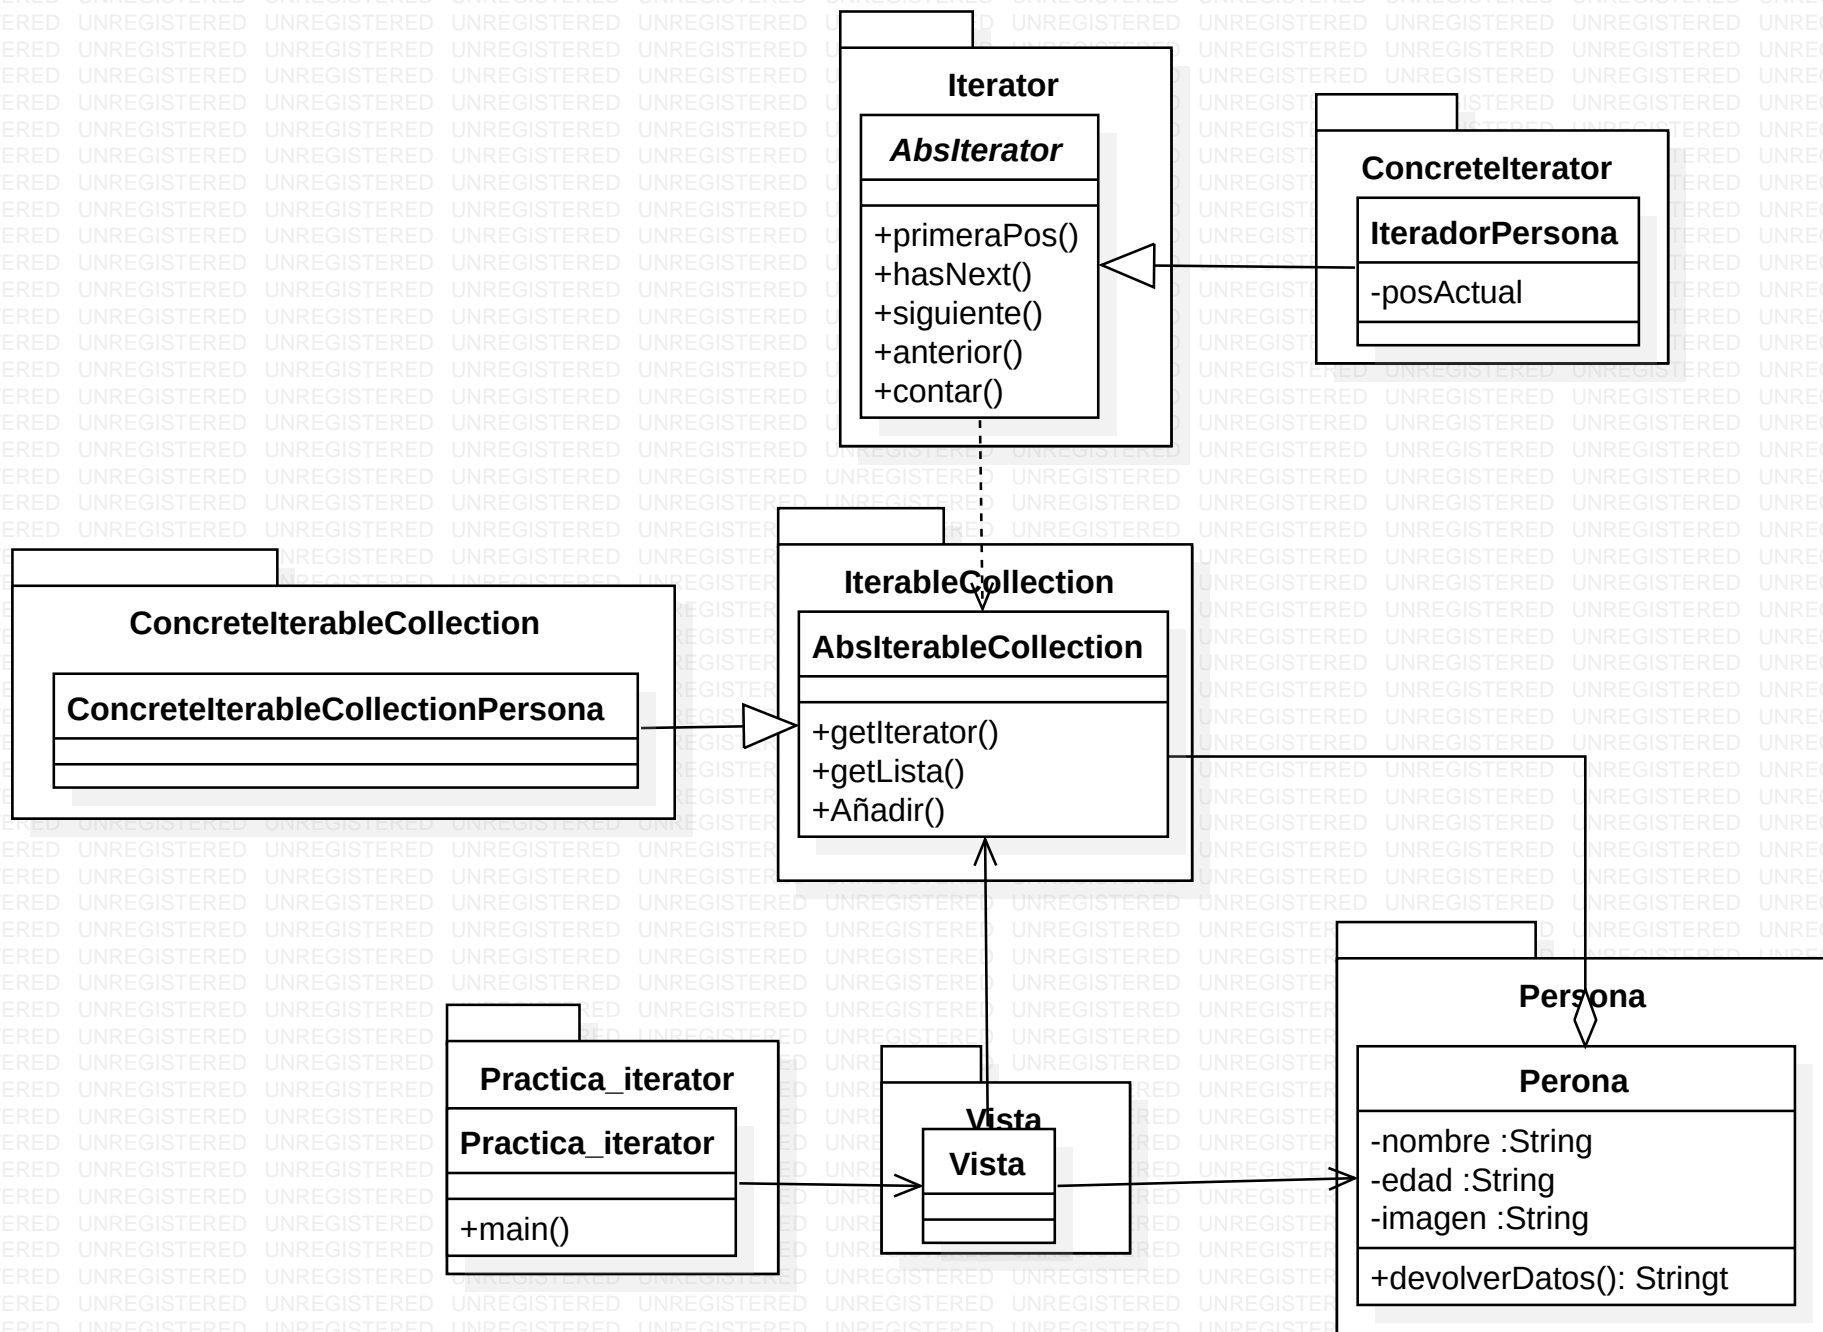 Iterator
AbsIterator
+primeraPos()
+hasNext()
+siguiente()
+anterior()
+contar()
ConcreteIterator
IteradorPersona
-posActual
ConcreteIterableCollection
ConcreteIterableCollectionPersona
IterableCollection
AbsIterableCollection
+getIterator()
+getLista()
+Añadir()
Practica_iterator
Practica_iterator
+main()
Vista
Vista
Persona
Perona
-nombre :String
-edad :String
-imagen :String
+devolverDatos(): Stringt
UNREGISTERED